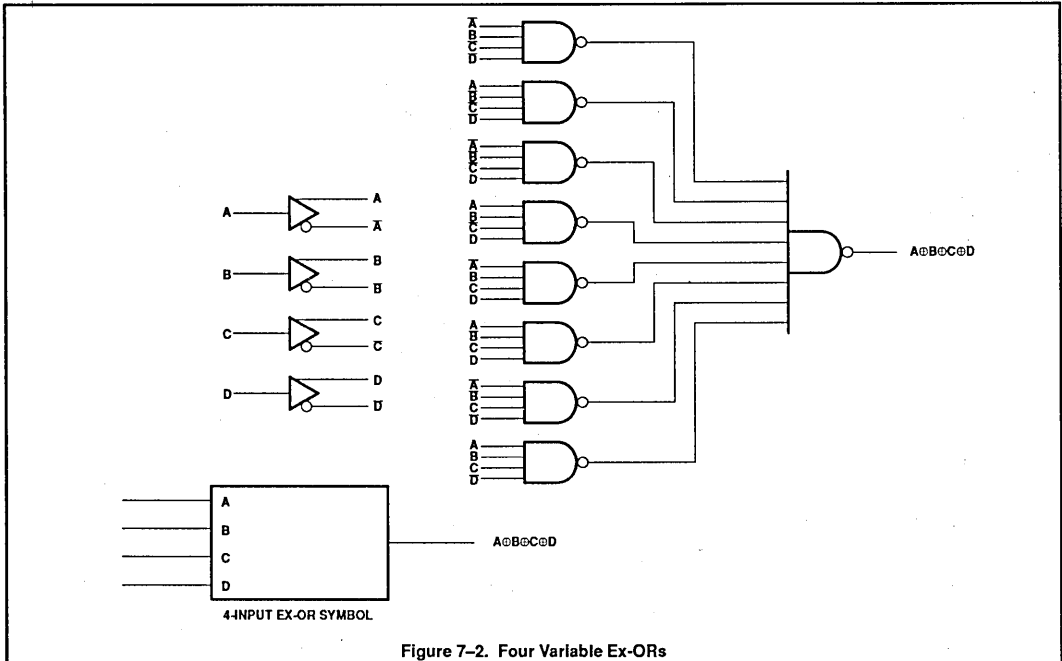 A̅
B
C̅
D̅
A
B̅
C̅
D̅
A̅
B̅
C̅
D
A
B
C̅
D
A̅
B
C
D
A
B̅
C
D
A̅
B̅
C
D̅
A
B
C
D̅
A⊕B⊕C⊕D
A
A
A̅
B
B
B̅
C
C
C̅
D
D
D̅
A
B
C
D
A⊕B⊕C⊕D
4-INPUT EX-OR SYMBOL
Figure 7–2. Four Variable Ex-ORs